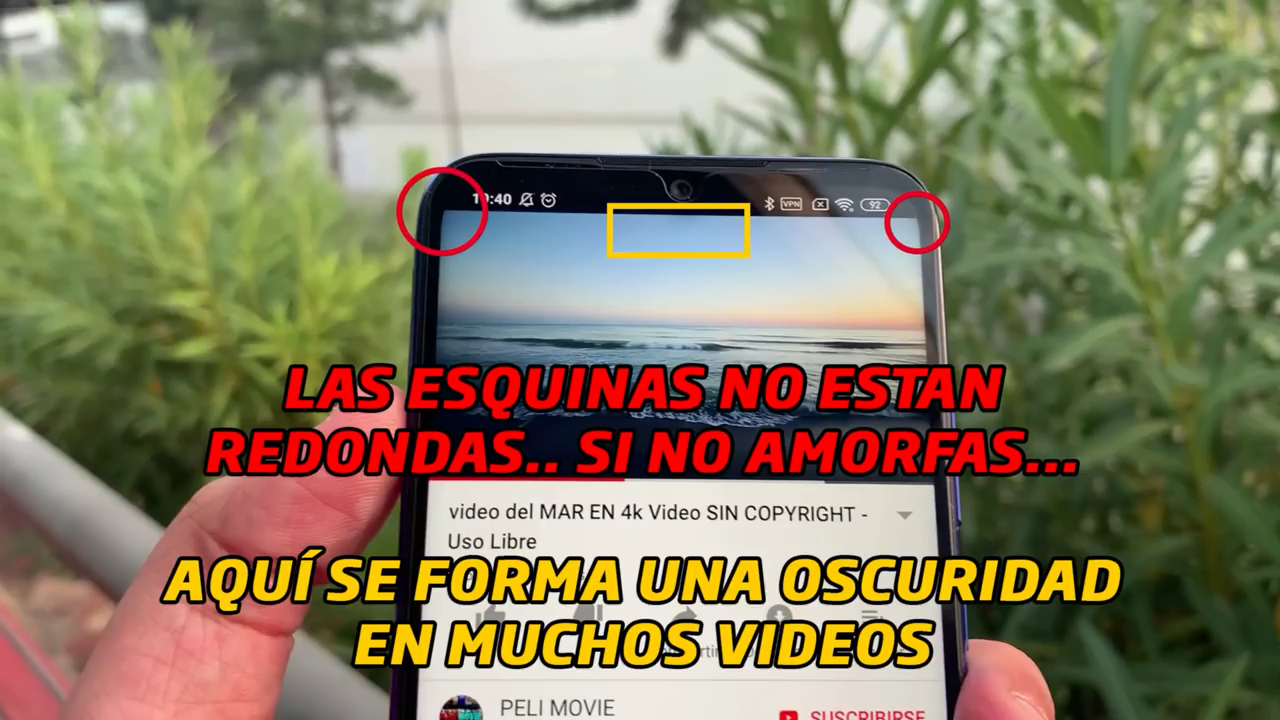 10:40
VPN
92
LAS ESQUINAS NO ESTAN
REDONDAS.. SI NO AMORFAS...
video del MAR EN 4k Video SIN COPYRIGHT -
Uso Libre
AQUÍ SE FORMA UNA OSCURIDAD
EN MUCHOS VIDEOS
PELI MOVIE
SUSCRIBIRSE